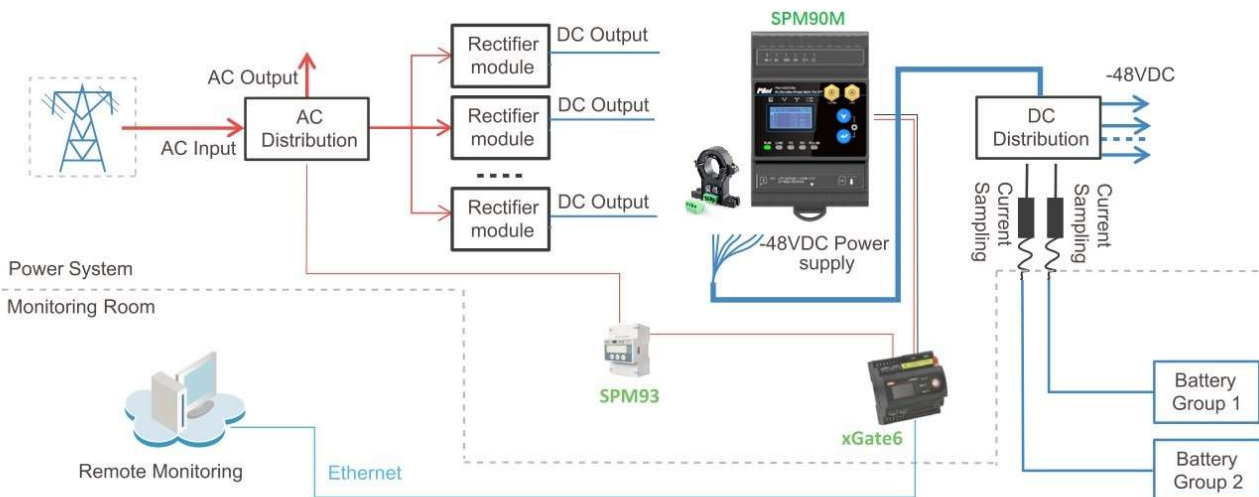 SPM90M
AC Output
AC Input
AC
Distribution
Rectifier
module
DC Output
Rectifier
module
DC Output
Rectifier
module
DC Output
Pilot
-48VDC Power
supply
-48VDC
DC
Distribution
Current
Sampling
Current
Sampling
Power System
Monitoring Room
SPM93
xGate6
Remote Monitoring
Ethernet
Battery
Group 1
Battery
Group 2